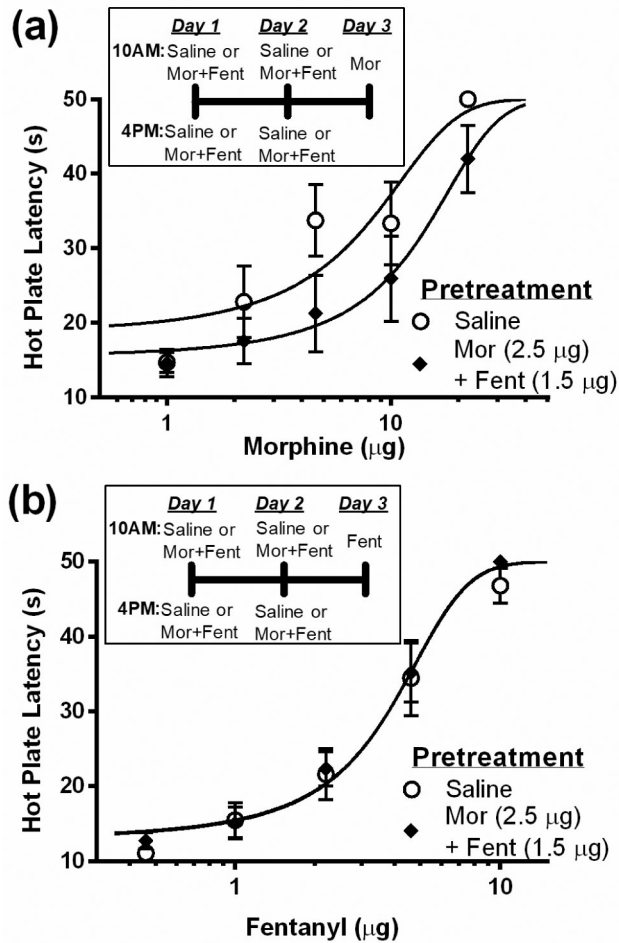 (a)
Day 1 Day 2 Day 3
10AM: Saline or Saline or Mor
Mor+Fent Mor+Fent
4PM: Saline or Saline or
Mor+Fent Mor+Fent
Hot Plate Latency (s)
50
40
30
20
10
1 10
Morphine (μg)
Pretreatment
Saline
Mor (2.5 μg)
+ Fent (1.5 μg)
(b)
Day 1 Day 2 Day 3
10AM: Saline or Saline or Fent
Mor+Fent Mor+Fent
4PM: Saline or Saline or
Mor+Fent Mor+Fent
Hot Plate Latency (s)
50
40
30
20
10
1 10
Fentanyl (μg)
Pretreatment
Saline
Mor (2.5 μg)
+ Fent (1.5 μg)